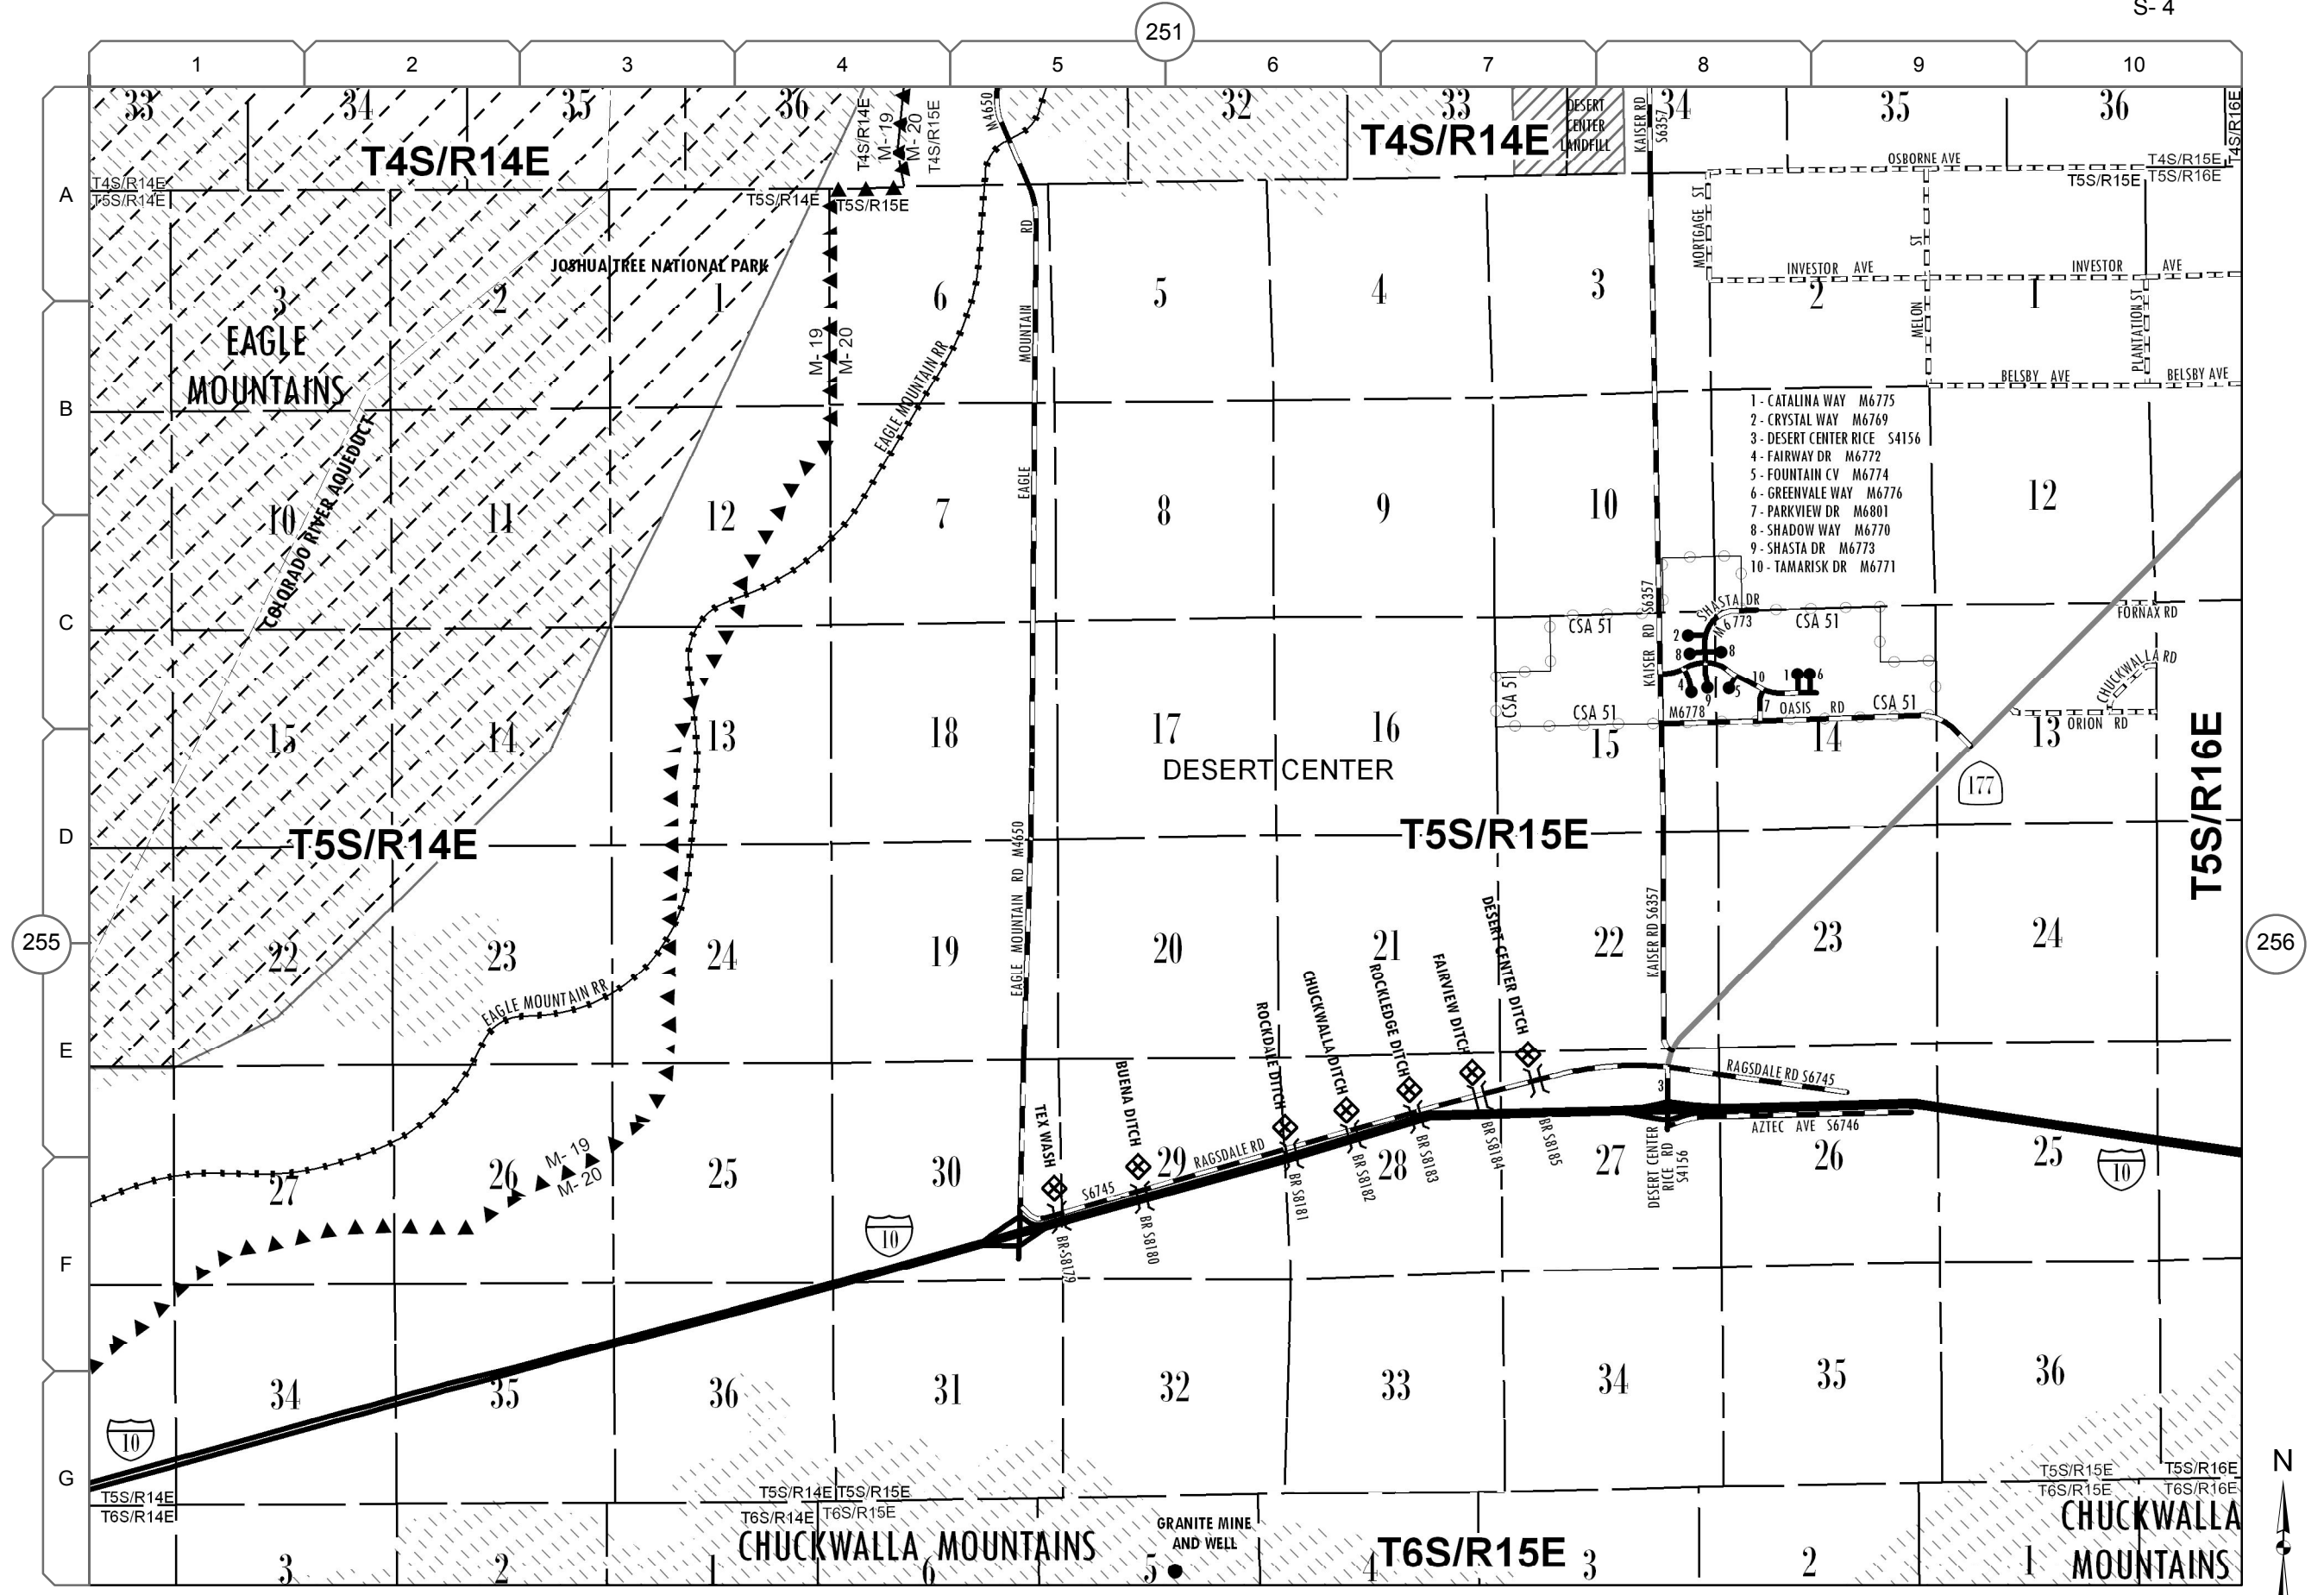 S- 4
251
1 2 3 4 5 6 7 8 9 10
33 34 35 36 32 33 34 35 36
T4S/R14E
M- 19
M- 20
T4S/R15E
M4650
DESERT
CENTER
LANDFILL
KAISER RD
S6357
T4S/R16E
T4S/R14E
T4S/R14E
OSBORNE AVE
T4S/R15E
T5S/R15E
T5S/R16E
A
T4S/R14E
T5S/R14E
T5S/R14E
T5S/R15E
MORTGAGE ST
RD
ST
JOSHUA TREE NATIONAL PARK
INVESTOR AVE
INVESTOR AVE
3 2 1 6 5 4 3 2 1
EAGLE
MOUNTAINS
M- 19
M- 20
EAGLE MOUNTAIN RR
MOUNTAIN
MELON
PLANTATION ST
BELSBY AVE
BELSBY AVE
B
1 - CATALINA WAY M6775
2 - CRYSTAL WAY M6769
3 - DESERT CENTER RICE S4156
4 - FAIRWAY DR M6772
5 - FOUNTAIN CV M6774
6 - GREENVALE WAY M6776
7 - PARKVIEW DR M6801
8 - SHADOW WAY M6770
9 - SHASTA DR M6773
10 - TAMARISK DR M6771
COLORADO RIVER AQUEDUCT
EAGLE
10 11 12 7 8 9 10 12
C
KAISER RD S6357
SHASTA DR
M6773
CSA 51
CSA 51
FORNAX RD
2
8
8
KAISER RD
CHUCKWALLA RD
10
1
6
4
9
5
7
CSA 51
CSA 51
M6778
OASIS RD
CSA 51
ORION RD
15 14 13 18 17 16 15 14 13
DESERT CENTER
177
T5S/R16E
D
T5S/R14E
T5S/R15E
EAGLE MOUNTAIN RD M4650
KAISER RD S6357
255
256
22 23 24 19 20 21 22 23 24
EAGLE MOUNTAIN RR
ROCKDALE DITCH
CHUCKWALLA DITCH
ROCKLEDGE DITCH
FAIRVIEW DITCH
DESERT CENTER DITCH
E
BUENA DITCH
TEX WASH
3
RAGSDALE RD S6745
AZTEC AVE S6746
27 26 25 30 29 28 27 26 25
M- 19
M- 20
S6745
RAGSDALE RD
BR S8179
BR S8180
BR S8181
BR S8182
BR S8183
BR S8184
BR S8185
DESERT CENTER
RICE RD
S4156
10
10
F
34 35 36 31 32 33 34 35 36
10
G
T5S/R14E
T6S/R14E
T5S/R14E
T5S/R15E
T6S/R14E
T6S/R15E
T5S/R15E
T6S/R15E
T5S/R16E
T6S/R16E
N
CHUCKWALLA MOUNTAINS
GRANITE MINE
AND WELL
T6S/R15E
CHUCKWALLA
MOUNTAINS
3 2 1 6 5 4 3 2 1